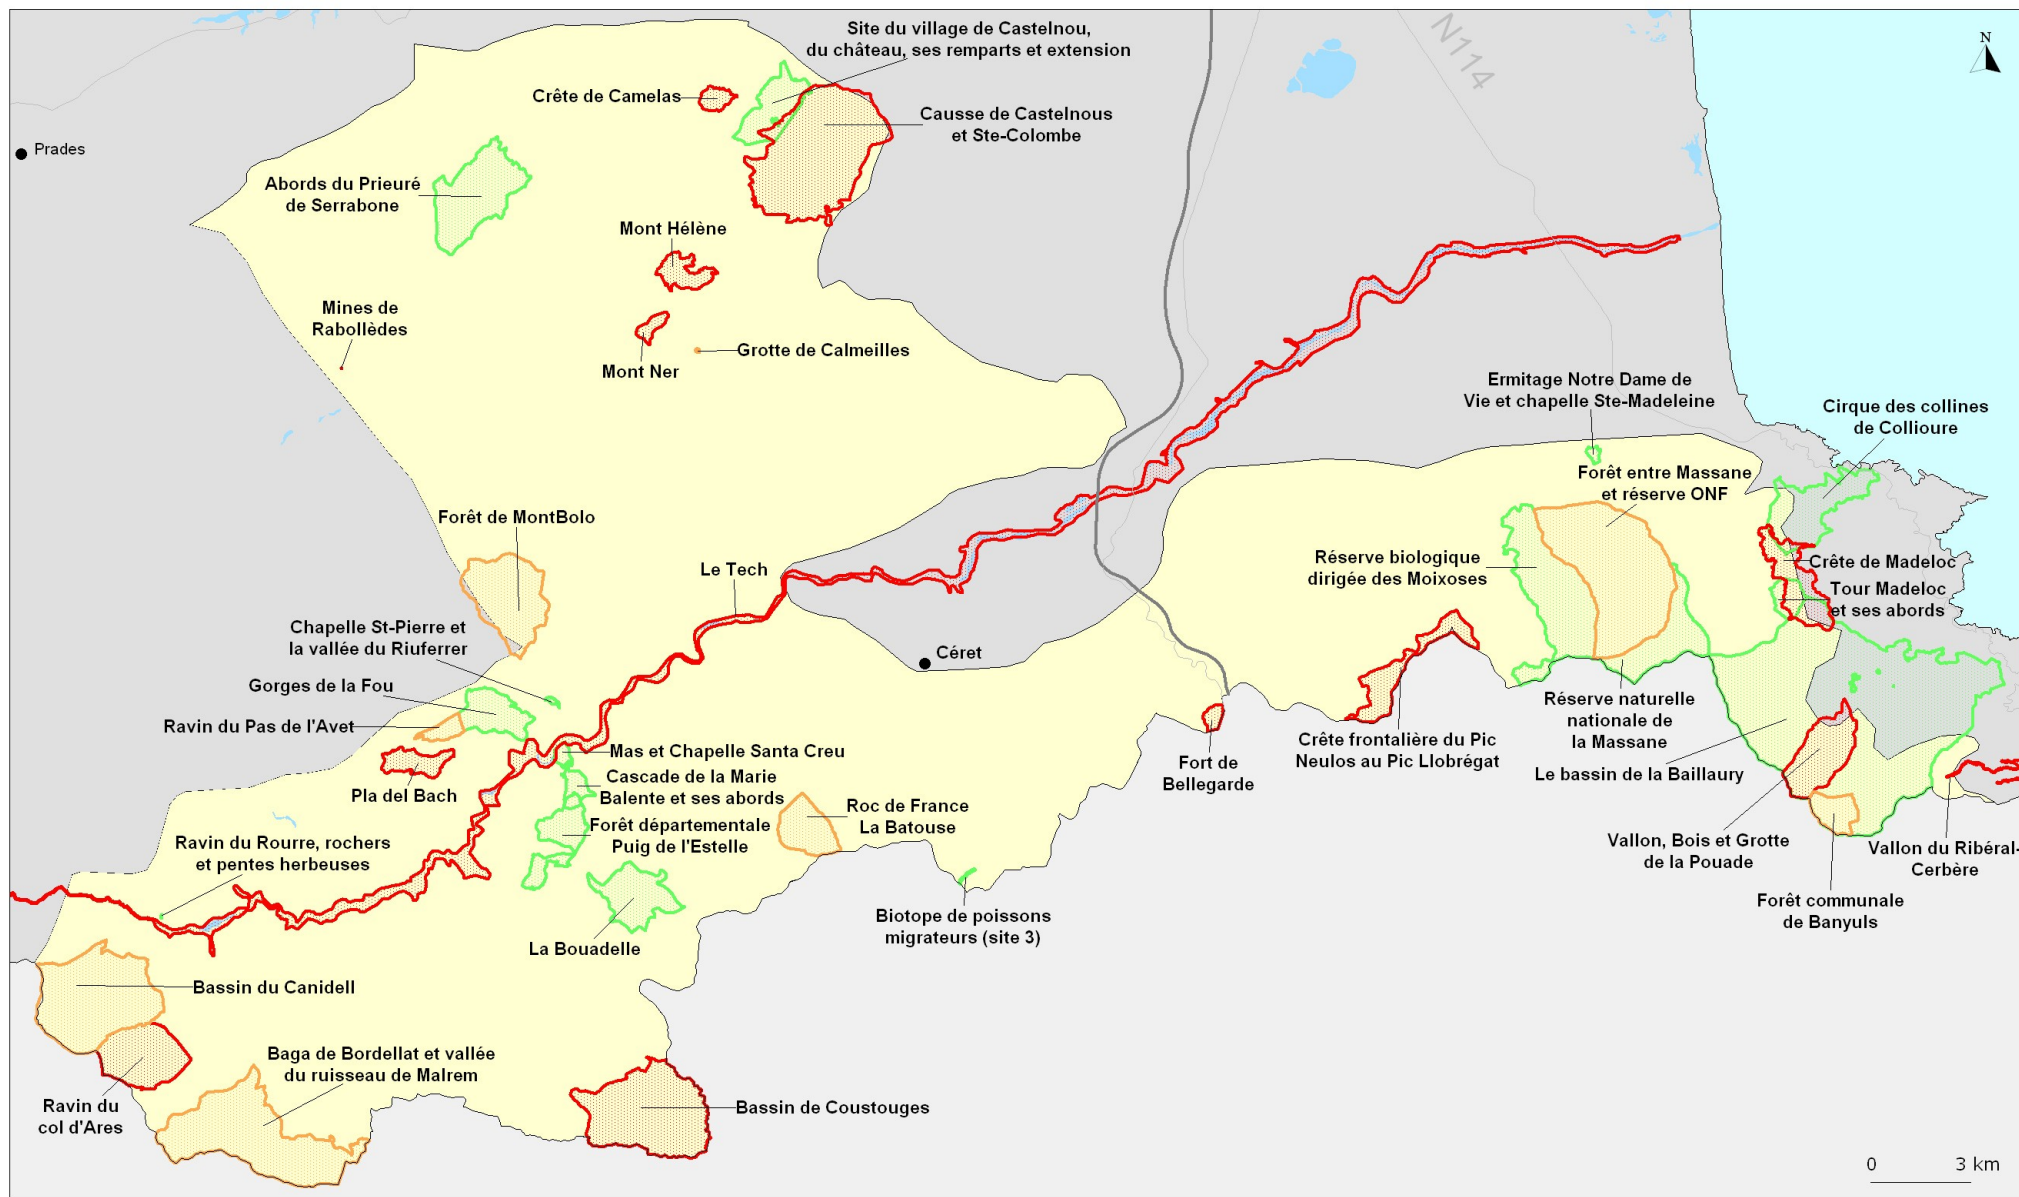 Site du village de Castelnou,
du château, ses remparts et extension
N114
N
Crête de Camelas
Causse de Castelnous
et Ste-Colombe
Prades
Abords du Prieuré
de Serrabone
Mont Hélène
Mines de
Rabollèdes
Grotte de Calmeilles
Mont Ner
Ermitage Notre Dame de
Vie et chapelle Ste-Madeleine
Cirque des collines
de Collioure
Forêt entre Massane
et réserve ONF
Forêt de MontBolo
Le Tech
Réserve biologique
dirigée des Moixoses
Crête de Madeloc
Tour Madeloc
et ses abords
Chapelle St-Pierre et
la vallée du Riuferrer
Céret
Gorges de la Fou
Ravin du Pas de l'Avet
Réserve naturelle
nationale de
la Massane
Mas et Chapelle Santa Creu
Crête frontalière du Pic
Neulos au Pic Llobrégat
Fort de
Bellegarde
Le bassin de la Baillaury
Pla del Bach
Cascade de la Marie
Balente et ses abords
Roc de France
La Batouse
Forêt départementale
Puig de l'Estelle
Ravin du Rourre, rochers
et pentes herbeuses
Vallon, Bois et Grotte
de la Pouade
Vallon du Ribéral-
Cerbère
Forêt communale
de Banyuls
Biotope de poissons
migrateurs (site 3)
La Bouadelle
Bassin du Canidell
Baga de Bordellat et vallée
du ruisseau de Malrem
Ravin du
col d'Ares
Bassin de Coustouges
0 3 km